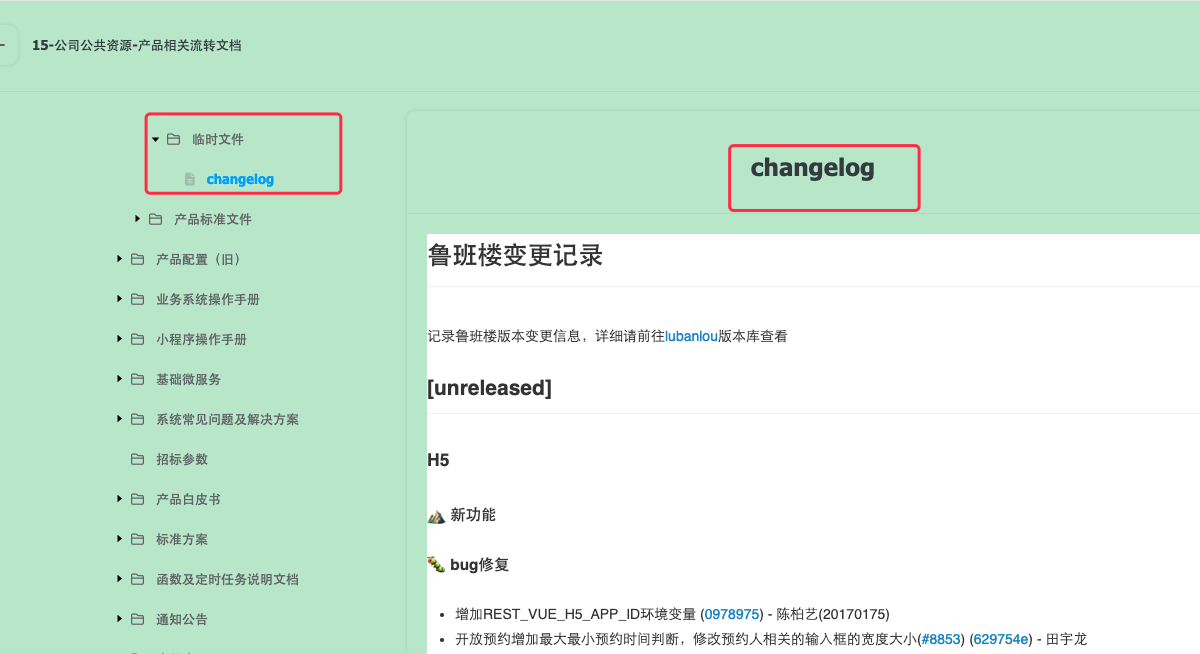 15-公司公共资源-产品相关流转文档
临时文件
changelog
产品标准文件
产品配置（旧）
业务系统操作手册
小程序操作手册
基础微服务
系统常见问题及解决方案
招标参数
产品白皮书
标准方案
函数及定时任务说明文档
通知公告
changelog
鲁班楼变更记录
记录鲁班楼版本变更信息，详细请前往lubanlou版本库查看
[unreleased]
H5
新功能
bug修复
增加REST_VUE_H5_APP_ID环境变量 (0978975) - 陈柏艺(20170175)
开放预约增加最大最小预约时间判断，修改预约人相关的输入框的宽度大小(#8853) (629754e) - 田宇龙